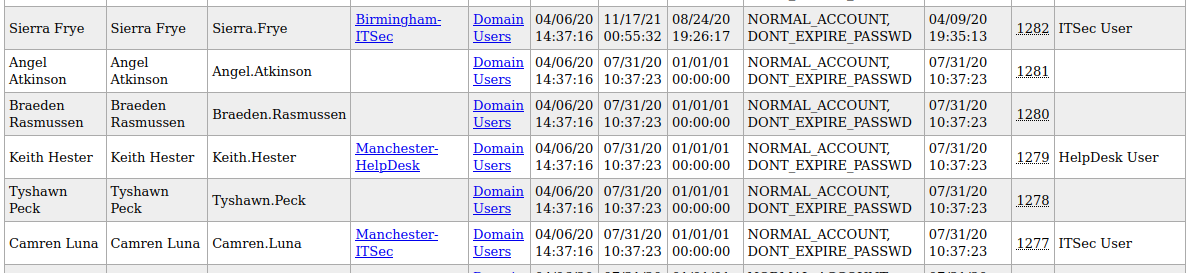 Sierra Frye Sierra Frye Sierra.Frye Birmingham-ITSec Domain Users 04/06/20 14:37:16 11/17/21 00:55:32 08/24/20 19:26:17 NORMAL_ACCOUNT, DONT_EXPIRE_PASSWD 04/09/20 19:35:13 1282 ITSec User
Angel Atkinson Angel Atkinson Angel.Atkinson Domain Users 04/06/20 14:37:16 07/31/20 10:37:23 01/01/01 00:00:00 NORMAL_ACCOUNT, DONT_EXPIRE_PASSWD 07/31/20 10:37:23 1281
Braeden Rasmussen Braeden Rasmussen Braeden.Rasmussen Domain Users 04/06/20 14:37:16 07/31/20 10:37:23 01/01/01 00:00:00 NORMAL_ACCOUNT, DONT_EXPIRE_PASSWD 07/31/20 10:37:23 1280
Keith Hester Keith Hester Keith.Hester Manchester-HelpDesk Domain Users 04/06/20 14:37:16 07/31/20 10:37:23 01/01/01 00:00:00 NORMAL_ACCOUNT, DONT_EXPIRE_PASSWD 07/31/20 10:37:23 1279 HelpDesk User
Tyshawn Peck Tyshawn Peck Tyshawn.Peck Domain Users 04/06/20 14:37:16 07/31/20 10:37:23 01/01/01 00:00:00 NORMAL_ACCOUNT, DONT_EXPIRE_PASSWD 07/31/20 10:37:23 1278
Camren Luna Camren Luna Camren.Luna Manchester-ITSec Domain Users 04/06/20 14:37:16 07/31/20 10:37:23 01/01/01 00:00:00 NORMAL_ACCOUNT, DONT_EXPIRE_PASSWD 07/31/20 10:37:23 1277 ITSec User